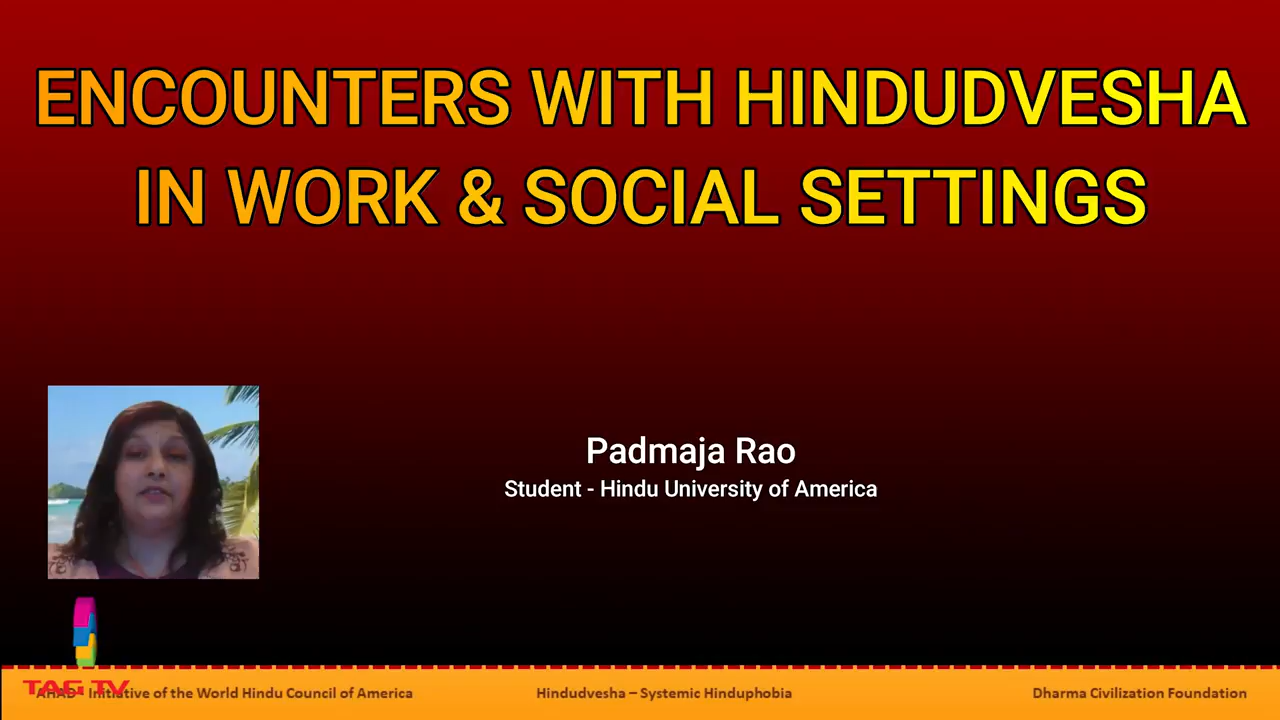 ENCOUNTERS WITH HINDUDVESHA
IN WORK & SOCIAL SETTINGS
Padmaja Rao
Student - Hindu University of America
TAG TV
AHAD - Initiative of the World Hindu Council of America
Hindudvesha – Systemic Hinduphobia
Dharma Civilization Foundation